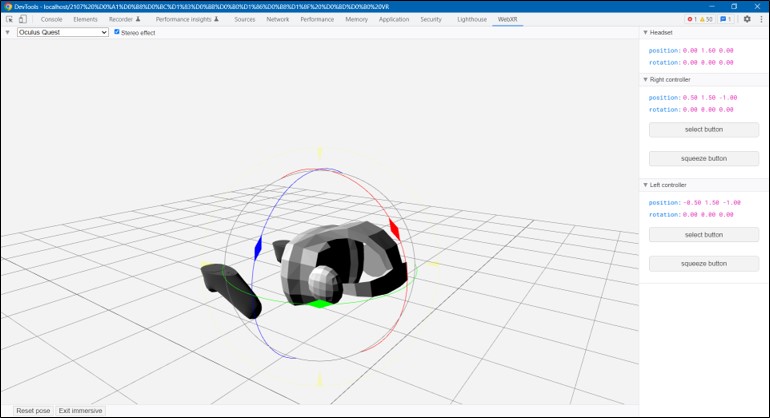 DevTools - localhost/2107%20%D0%A1%D0%B8%D0%BC%D1%83%D0%BB%D1%8F%D1%86%D0%B8%D1%8F%20%D0%BD%D0%B0%20VR
Console Elements Recorder Performance insights Sources Network Performance Memory Application Security Lighthouse WebXR 1 50 1
Oculus Quest Stereo effect
Headset
position: 0.00 1.60 0.00
rotation: 0.00 0.00 0.00
Right controller
position: 0.50 1.50 -1.00
rotation: 0.00 0.00 0.00
select button
squeeze button
Left controller
position: -0.50 1.50 -1.00
rotation: 0.00 0.00 0.00
select button
squeeze button
Reset pose Exit immersive